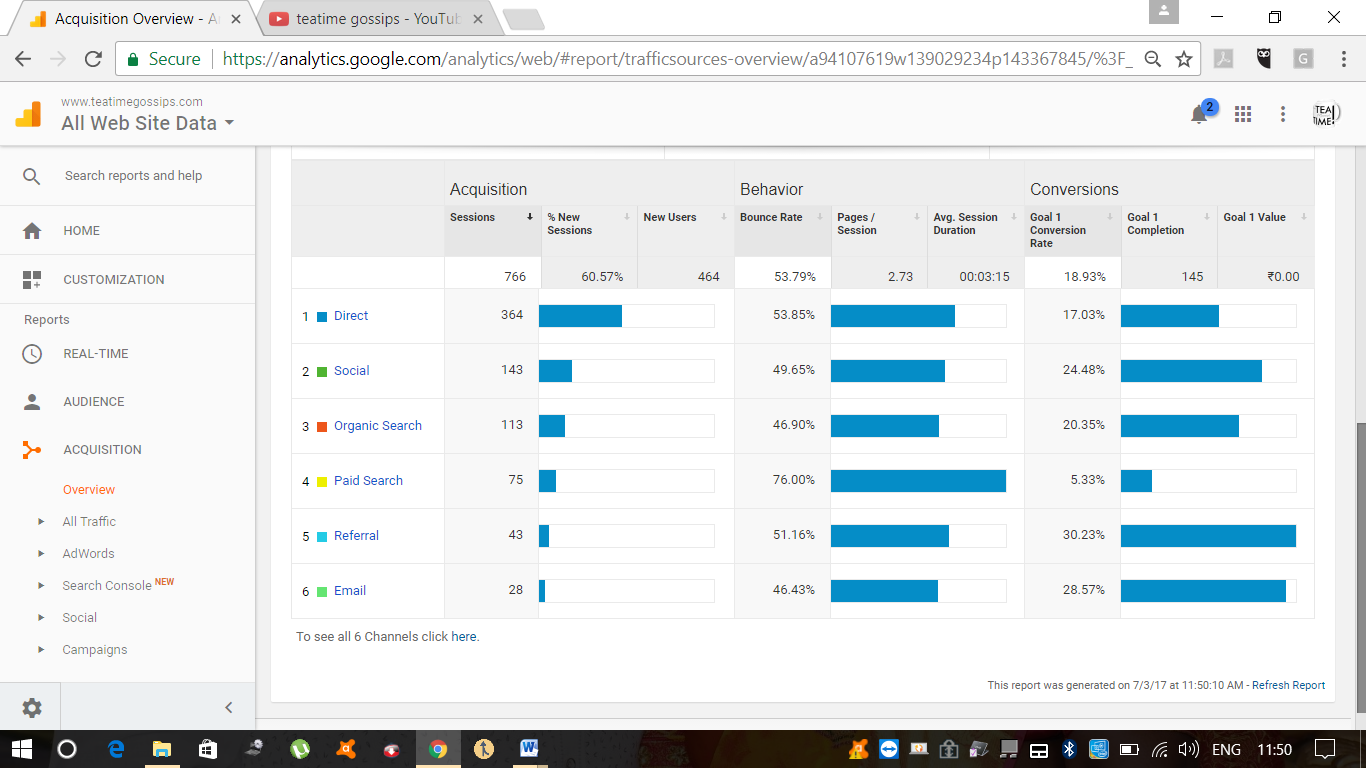 Acquisition Overview - A
teatime gossips - YouTub
Secure
https://analytics.google.com/analytics/web/#report/trafficsources-overview/a94107619w139029234p143367845/%3F_
www.teatimegossips.com
All Web Site Data
2
TEA
TIME!
Search reports and help
HOME
CUSTOMIZATION
Reports
REAL-TIME
AUDIENCE
ACQUISITION
Overview
All Traffic
AdWords
Search Console NEW
Social
Campaigns
Acquisition Behavior Conversions
Sessions % New Sessions New Users Bounce Rate Pages / Session Avg. Session Duration Goal 1 Conversion Rate Goal 1 Completion Goal 1 Value
766 60.57% 464 53.79% 2.73 00:03:15 18.93% 145 ₹0.00
1 Direct 364 53.85% 17.03%
2 Social 143 49.65% 24.48%
3 Organic Search 113 46.90% 20.35%
4 Paid Search 75 76.00% 5.33%
5 Referral 43 51.16% 30.23%
6 Email 28 46.43% 28.57%
To see all 6 Channels click here.
This report was generated on 7/3/17 at 11:50:10 AM - Refresh Report
ENG 11:50